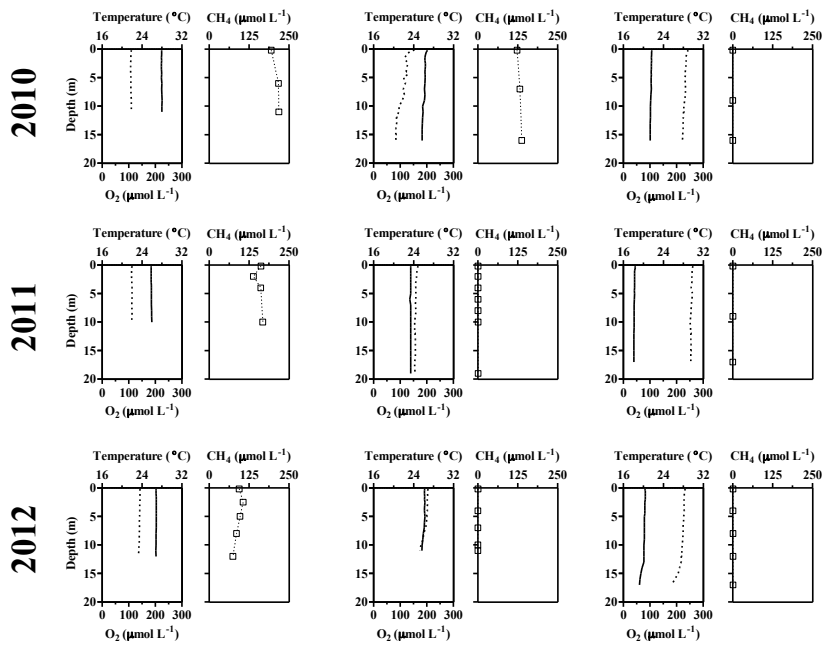 Temperature (°C) CH4 (μmol L-1) Temperature (°C) CH4 (μmol L-1) Temperature (°C) CH4 (μmol L-1)
16 24 32 0 125 250 16 24 32 0 125 250 16 24 32 0 125 250
2010
Depth (m)
0
5
10
15
20
0 100 200 300 0 100 200 300 0 100 200 300
O2 (μmol L-1) O2 (μmol L-1) O2 (μmol L-1)
Temperature (°C) CH4 (μmol L-1) Temperature (°C) CH4 (μmol L-1) Temperature (°C) CH4 (μmol L-1)
16 24 32 0 125 250 16 24 32 0 125 250 16 24 32 0 125 250
2011
Depth (m)
0
5
10
15
20
0 100 200 300 0 100 200 300 0 100 200 300
O2 (μmol L-1) O2 (μmol L-1) O2 (μmol L-1)
Temperature (°C) CH4 (μmol L-1) Temperature (°C) CH4 (μmol L-1) Temperature (°C) CH4 (μmol L-1)
16 24 32 0 125 250 16 24 32 0 125 250 16 24 32 0 125 250
2012
Depth (m)
0
5
10
15
20
0 100 200 300 0 100 200 300 0 100 200 300
O2 (μmol L-1) O2 (μmol L-1) O2 (μmol L-1)